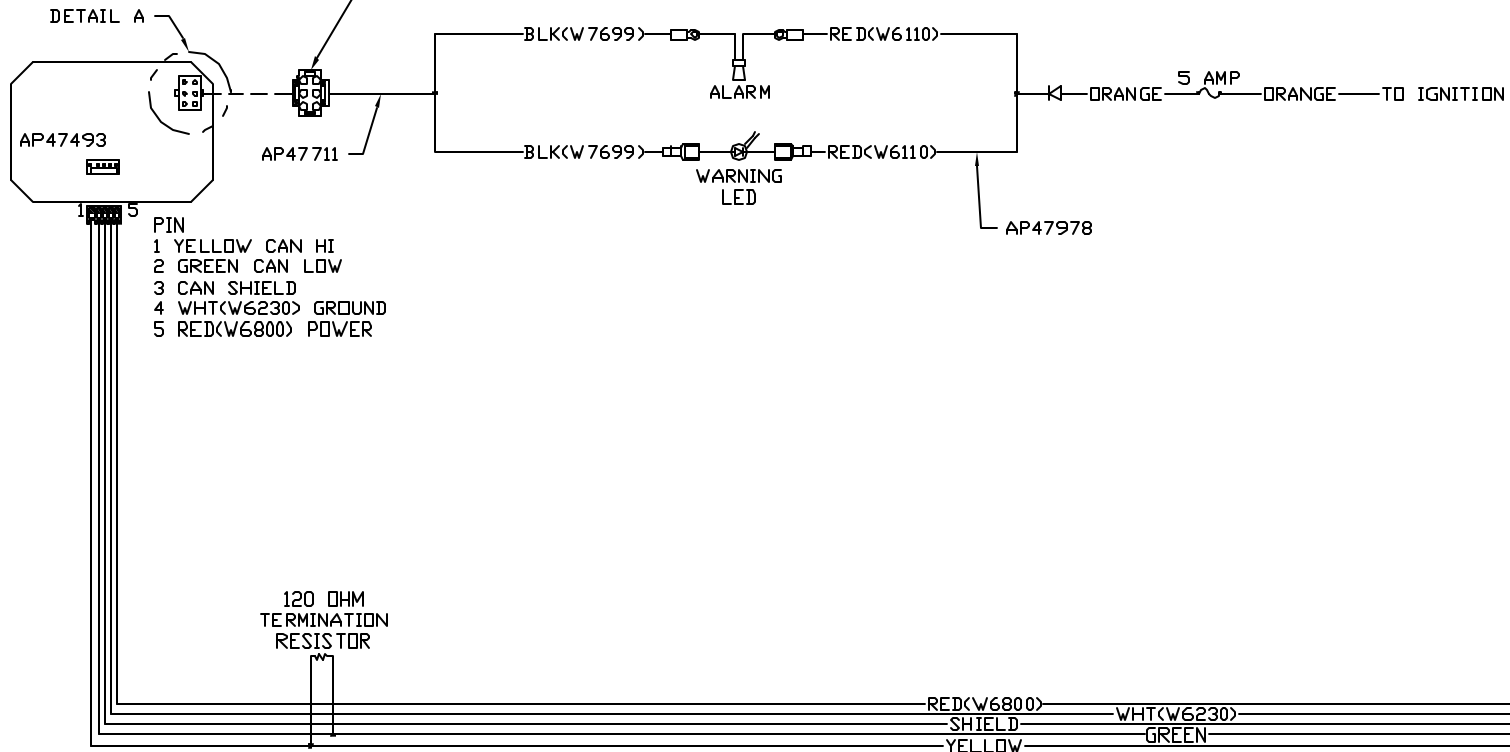 DETAIL A
BLK(W7699)
RED(W6110)
ALARM
5 AMP
ORANGE
ORANGE
TO IGNITION
AP47493
AP47711
BLK(W7699)
RED(W6110)
WARNING
LED
AP47978
1
5
PIN
1 YELLOW CAN HI
2 GREEN CAN LOW
3 CAN SHIELD
4 WHT(W6230) GROUND
5 RED(W6800) POWER
120 OHM
TERMINATION
RESISTOR
RED(W6800)
WHT(W6230)
SHIELD
GREEN
YELLOW